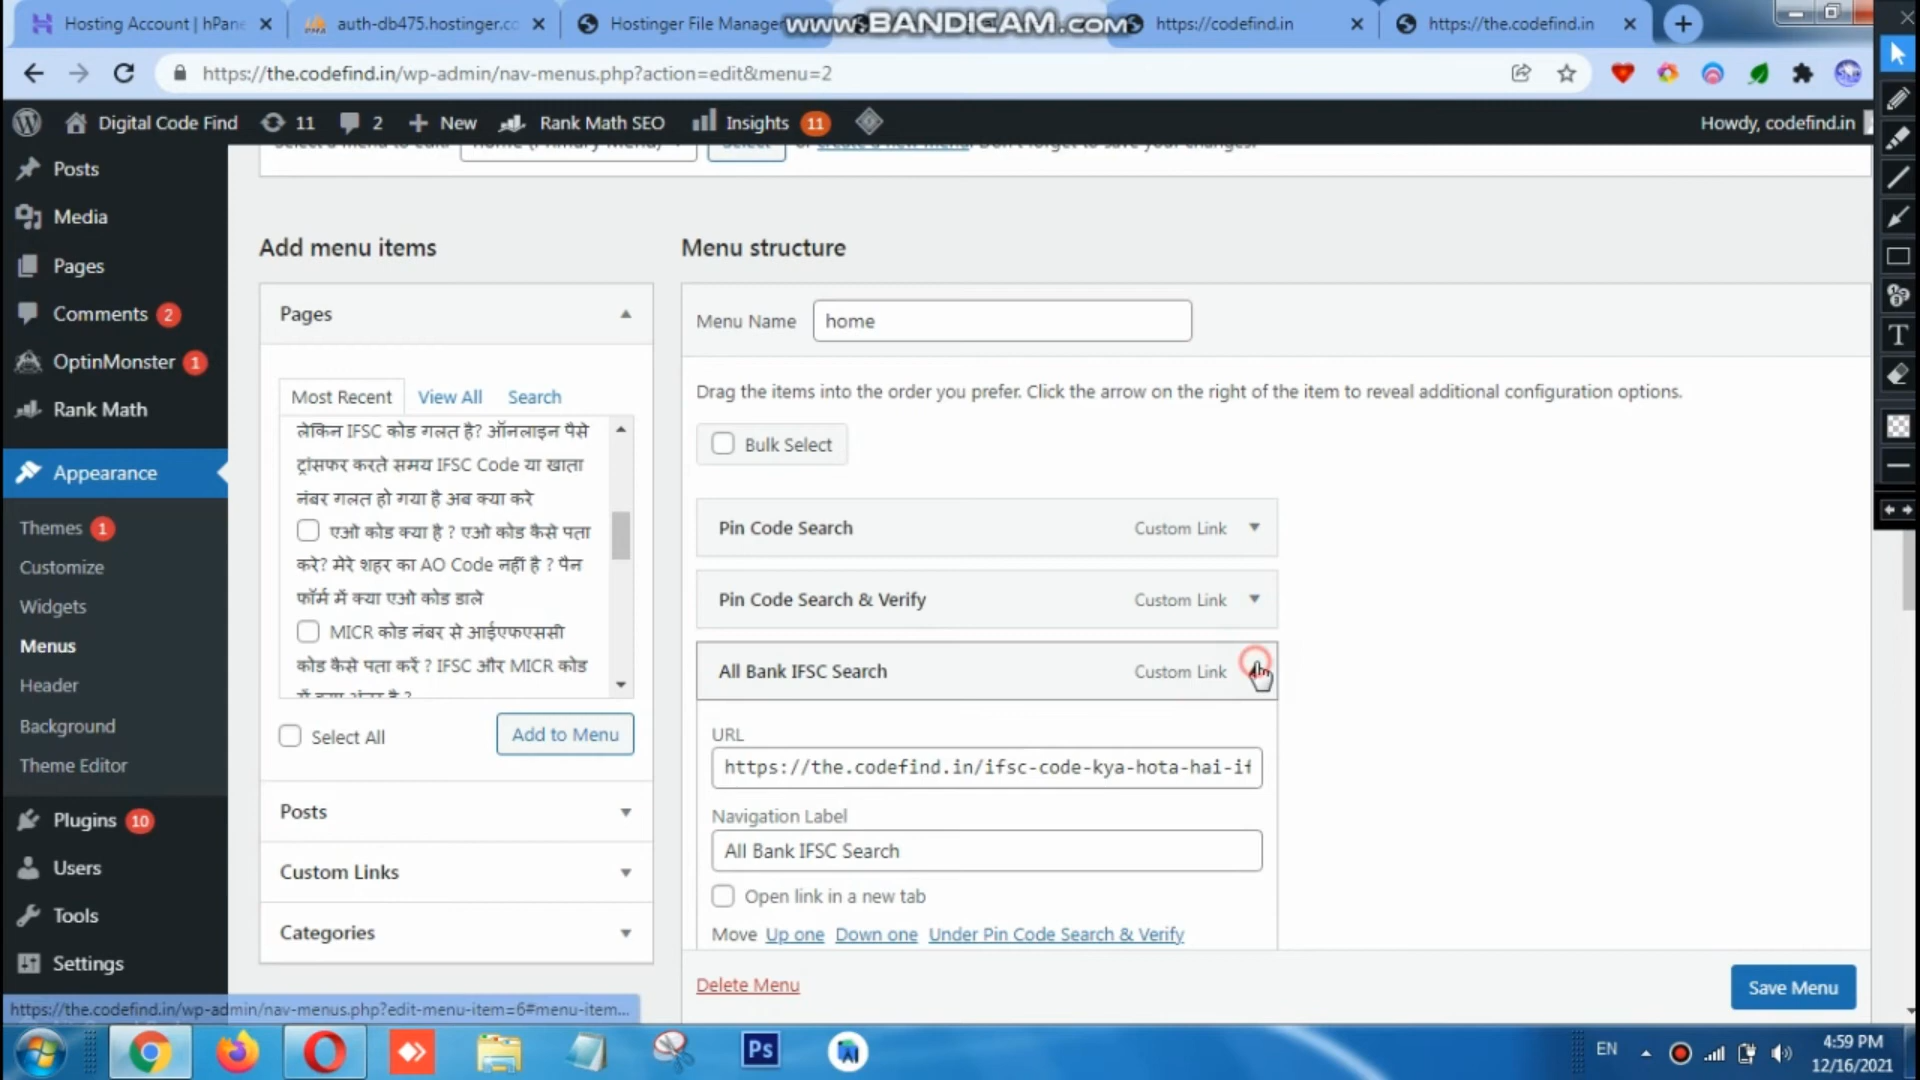 Hosting Account | hPane
auth-db475.hostinger.co
Hostinger File Manage
www.BANDICAM.com
https://codefind.in
https://the.codefind.in
https://the.codefind.in/wp-admin/nav-menus.php?action=edit&menu=2
Digital Code Find
11
2
New
Rank Math SEO
Insights
11
Howdy, codefind.in
Posts
Media
Pages
Comments 2
OptinMonster 1
Rank Math
Appearance
Themes 1
Customize
Widgets
Menus
Header
Background
Theme Editor
Plugins 10
Users
Tools
Settings
Add menu items
Pages
Most Recent
View All
Search
लेकिन IFSC कोड गलत है? ऑनलाइन पैसे
ट्रांसफर करते समय IFSC Code या खाता
नंबर गलत हो गया है अब क्या करे
एओ कोड क्या है ? एओ कोड कैसे पता
करे? मेरे शहर का AO Code नहीं है ? पैन
फॉर्म में क्या एओ कोड डाले
MICR कोड नंबर से आईएफएससी
कोड कैसे पता करें ? IFSC और MICR कोड
Select All
Add to Menu
Posts
Custom Links
Categories
Menu structure
Menu Name
home
Drag the items into the order you prefer. Click the arrow on the right of the item to reveal additional configuration options.
Bulk Select
Pin Code Search
Custom Link
Pin Code Search & Verify
Custom Link
All Bank IFSC Search
Custom Link
URL
https://the.codefind.in/ifsc-code-kya-hota-hai-if
Navigation Label
All Bank IFSC Search
Open link in a new tab
Move Up one Down one Under Pin Code Search & Verify
Delete Menu
Save Menu
https://the.codefind.in/wp-admin/nav-menus.php?edit-menu-item=6#menu-item...
Ps
EN
4:59 PM
12/16/2021